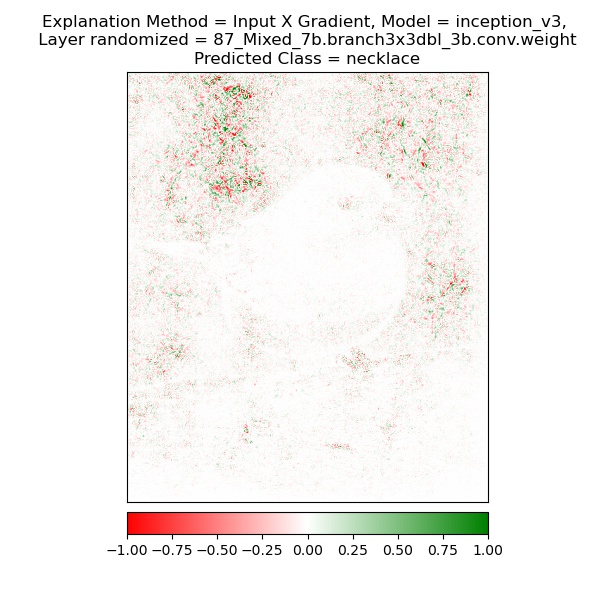 Explanation Method = Input X Gradient, Model = inception_v3,
Layer randomized = 87_Mixed_7b.branch3x3dbl_3b.conv.weight
Predicted Class = necklace
−1.00 −0.75 −0.50 −0.25 0.00 0.25 0.50 0.75 1.00